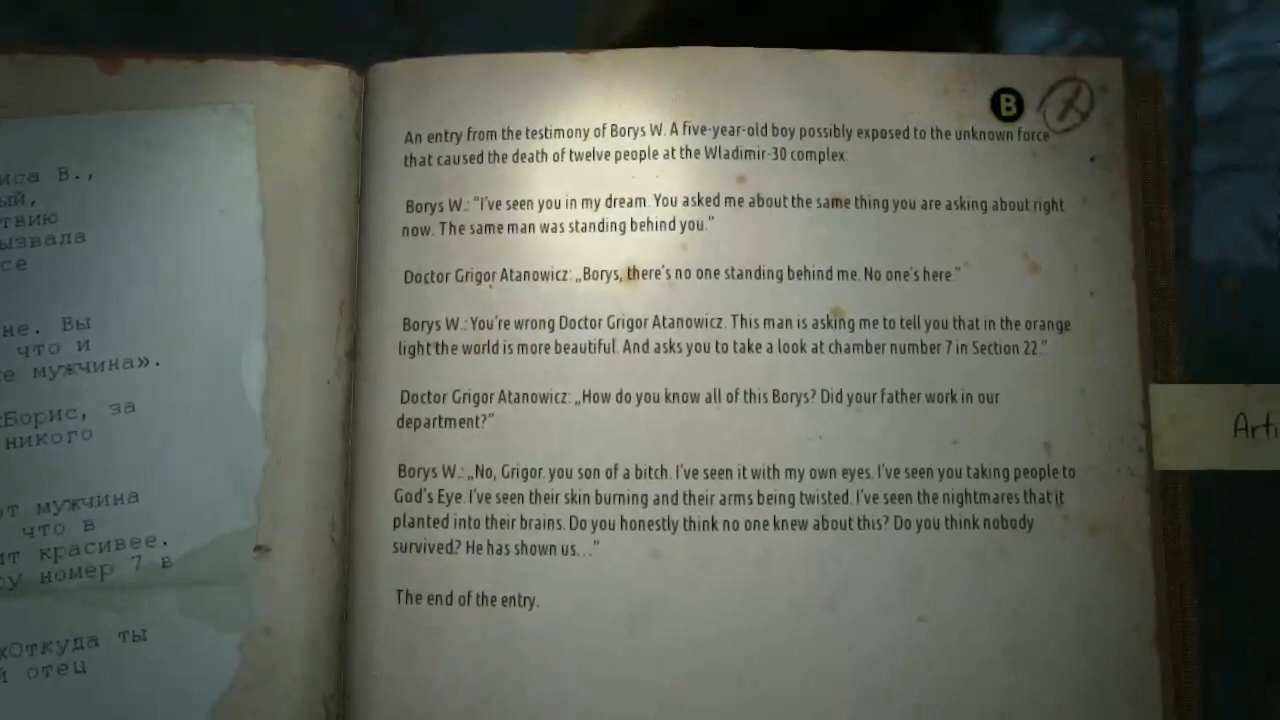 иса В.,
ый,
твию
ызвала
се
не. Вы
что и
е мужчина».
«Борис, за
никого
от мужчина
что в
ит красивее.
у номер 7 в
«Откуда ты
й отец
B
An entry from the testimony of Borys W. A five-year-old boy possibly exposed to the unknown force
that caused the death of twelve people at the Wladimir-30 complex.
Borys W.: “I've seen you in my dream. You asked me about the same thing you are asking about right
now. The same man was standing behind you.”
Doctor Grigor Atanowicz: „Borys, there's no one standing behind me. No one's here.”
Borys W.: You're wrong Doctor Grigor Atanowicz. This man is asking me to tell you that in the orange
light the world is more beautiful. And asks you to take a look at chamber number 7 in Section 22.”
Doctor Grigor Atanowicz: „How do you know all of this Borys? Did your father work in our
department?”
Borys W.: „No, Grigor. you son of a bitch. I've seen it with my own eyes. I've seen you taking people to
God's Eye. I've seen their skin burning and their arms being twisted. I've seen the nightmares that it
planted into their brains. Do you honestly think no one knew about this? Do you think nobody
survived? He has shown us...”
The end of the entry.
Arti